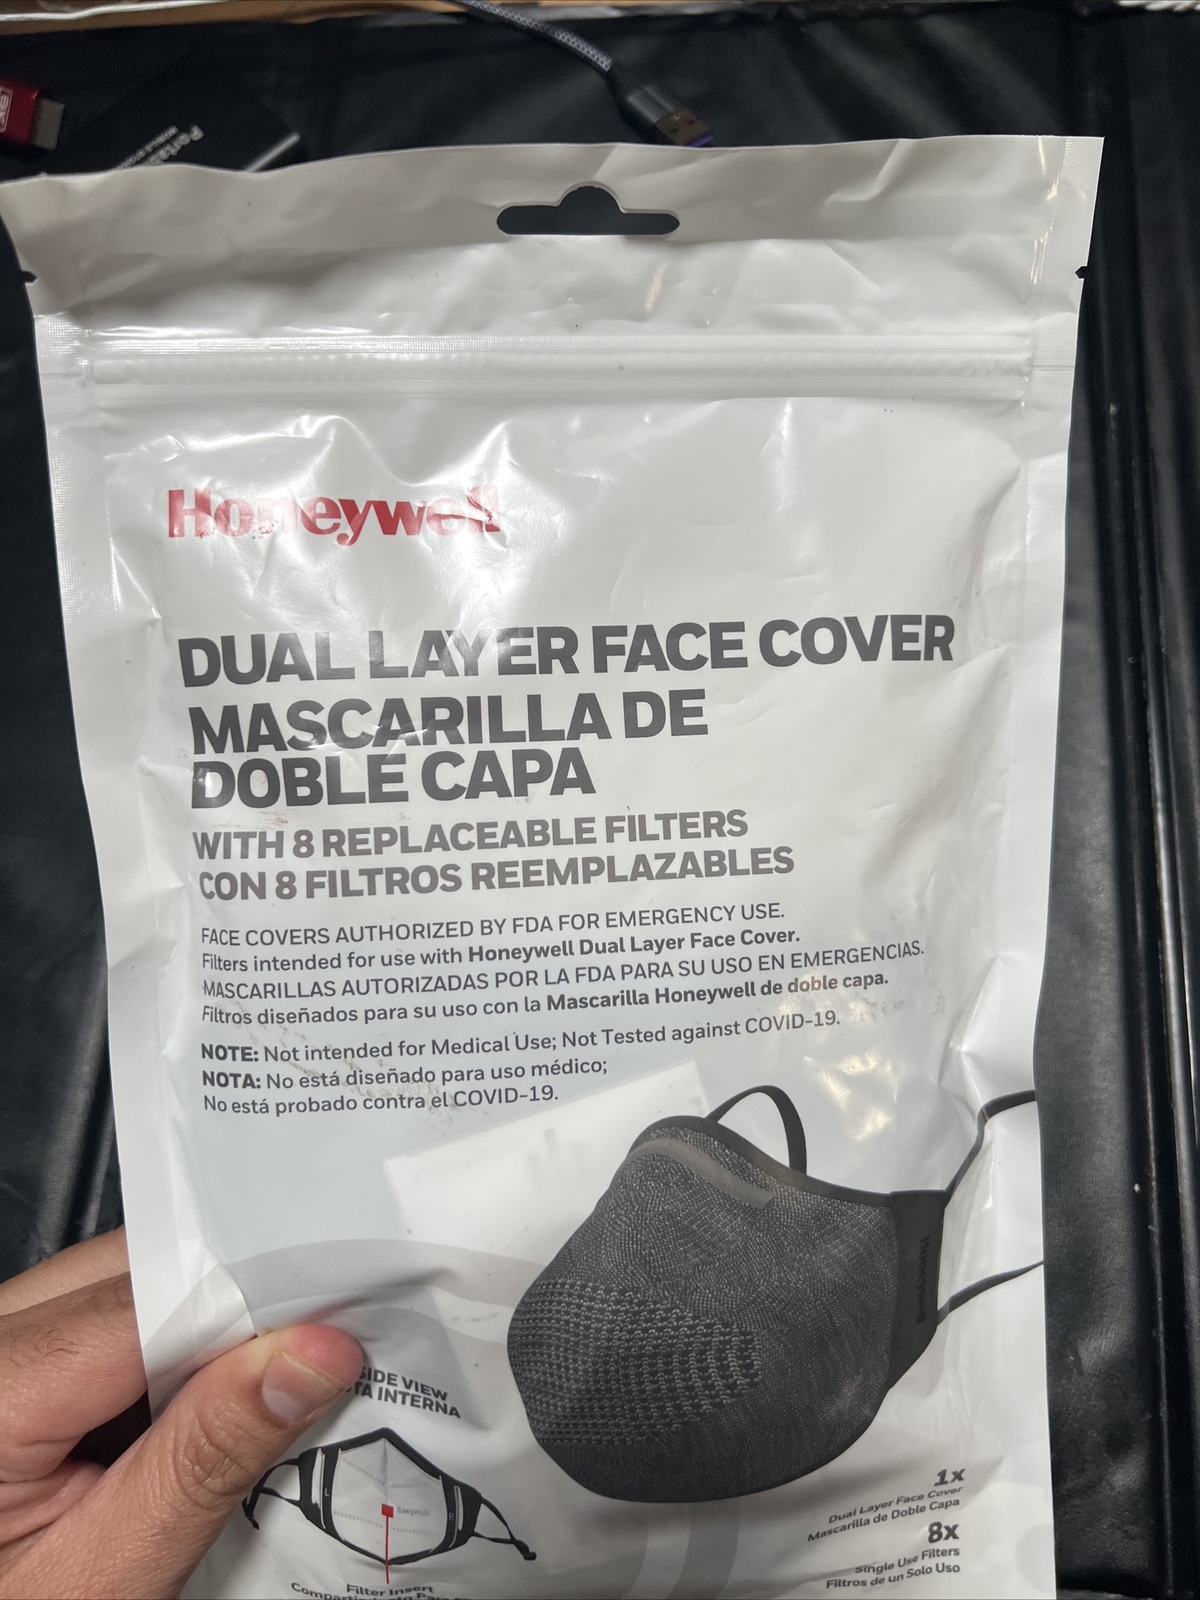 Honeywell
DUAL LAYER FACE COVER
MASCARILLA DE
DOBLE CAPA
WITH 8 REPLACEABLE FILTERS
CON 8 FILTROS REEMPLAZABLES
FACE COVERS AUTHORIZED BY FDA FOR EMERGENCY USE.
Filters intended for use with Honeywell Dual Layer Face Cover.
MASCARILLAS AUTORIZADAS POR LA FDA PARA SU USO EN EMERGENCIAS.
Filtros diseñados para su uso con la Mascarilla Honeywell de doble capa.
NOTE: Not intended for Medical Use; Not Tested against COVID-19.
NOTA: No está diseñado para uso médico;
No está probado contra el COVID-19.
Honeywell
SIDE VIEW
TA INTERNA
L
R
Honeywell
Filter Insert
1x
Dual Layer Face Cover
Mascarilla de Doble Capa
8x
Single Use Filters
Filtros de un Solo Uso